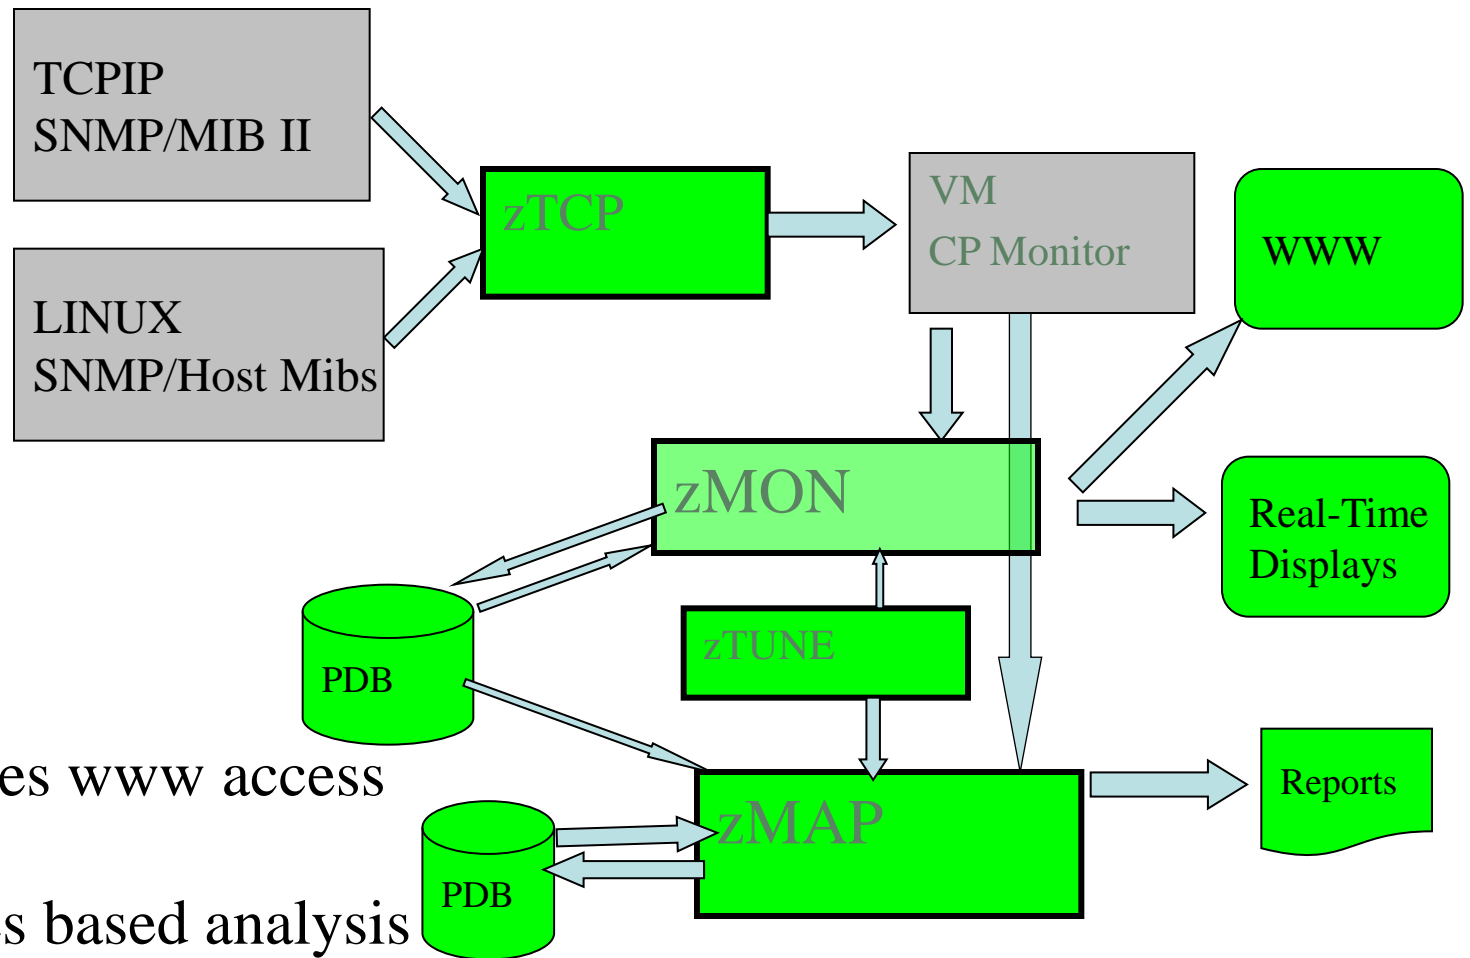 TCPIP
SNMP/MIB II
zTCP
VM
CP Monitor
WWW
LINUX
SNMP/Host Mibs
zMON
Real-Time
Displays
zTUNE
PDB
www access
zMAP
Reports
PDB
based analysis